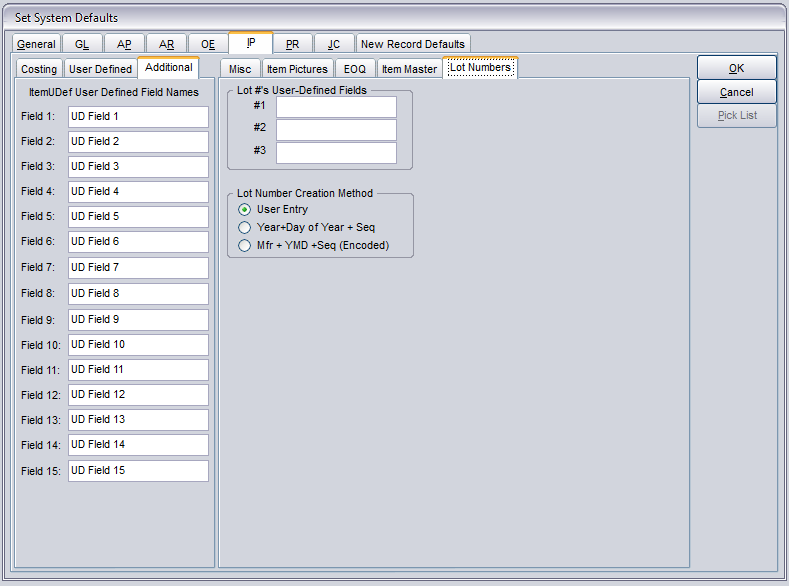 Set System Defaults
General GL AP AR OE IP PR JC New Record Defaults
Costing User Defined Additional
ItemUDef User Defined Field Names
Field 1: UD Field 1
Field 2: UD Field 2
Field 3: UD Field 3
Field 4: UD Field 4
Field 5: UD Field 5
Field 6: UD Field 6
Field 7: UD Field 7
Field 8: UD Field 8
Field 9: UD Field 9
Field 10: UD Field 10
Field 11: UD Field 11
Field 12: UD Field 12
Field 13: UD Field 13
Field 14: UD Field 14
Field 15: UD Field 15
Misc Item Pictures EOQ Item Master Lot Numbers
Lot #'s User-Defined Fields
#1
#2
#3
Lot Number Creation Method
User Entry
Year+Day of Year + Seq
Mfr + YMD +Seq (Encoded)
OK
Cancel
Pick List